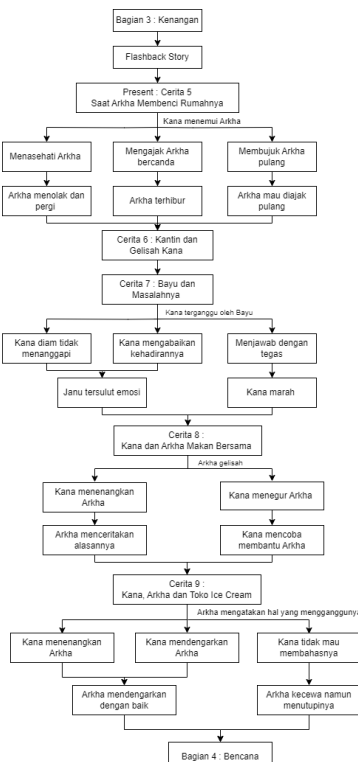 Bagian 3 : Kenangan
Flashback Story
Present : Cerita 5
Saat Arkha Membenci Rumahnya
Kana menemui Arkha
Menasehati Arkha
Mengajak Arkha
bercanda
Membujuk Arkha
pulang
Arkha menolak dan
pergi
Arkha terhibur
Arkha mau diajak
pulang
Cerita 6 : Kantin dan
Gelisah Kana
Cerita 7 : Bayu dan
Masalahnya
Kana terganggu oleh Bayu
Kana diam tidak
menanggapi
Kana mengabaikan
kehadirannya
Menjawab dengan
tegas
Janu tersulut emosi
Kana marah
Cerita 8 :
Kana dan Arkha Makan Bersama
Arkha gelisah
Kana menenangkan
Arkha
Kana menegur Arkha
Arkha menceritakan
alasannya
Kana mencoba
membantu Arkha
Cerita 9 :
Kana, Arkha dan Toko Ice Cream
Arkha mengatakan hal yang mengganggunya
Kana menenangkan
Arkha
Kana mendengarkan
Arkha
Kana tidak mau
membahasnya
Arkha mendengarkan
dengan baik
Arkha kecewa namun
menutupinya
Bagian 4 : Bencana